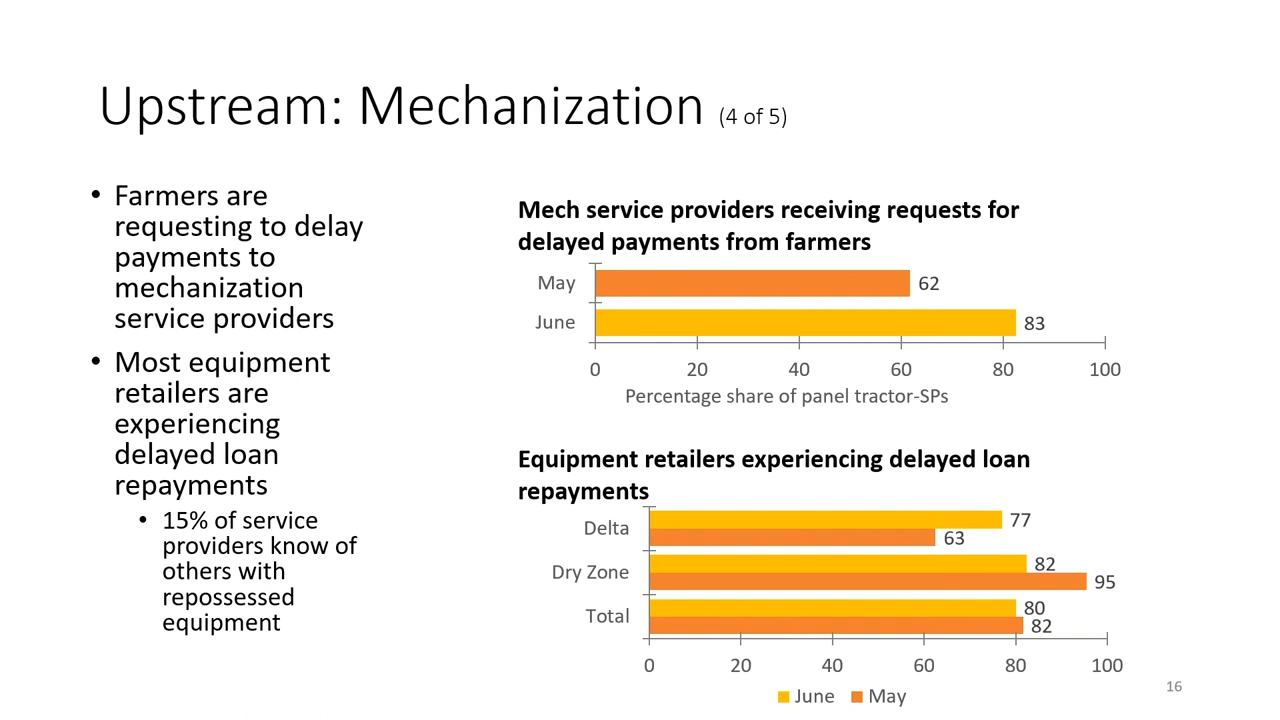 Upstream: Mechanization (4 of 5)
• Farmers are
requesting to delay
payments to
mechanization
service providers
• Most equipment
retailers are
experiencing
delayed loan
repayments
• 15% of service
providers know of
others with
repossessed
equipment
Mech service providers receiving requests for
delayed payments from farmers
May 62
June 83
0 20 40 60 80 100
Percentage share of panel tractor-SPs
Equipment retailers experiencing delayed loan
repayments
Delta 77
63
Dry Zone 82
95
Total 80
82
0 20 40 60 80 100
June May
16